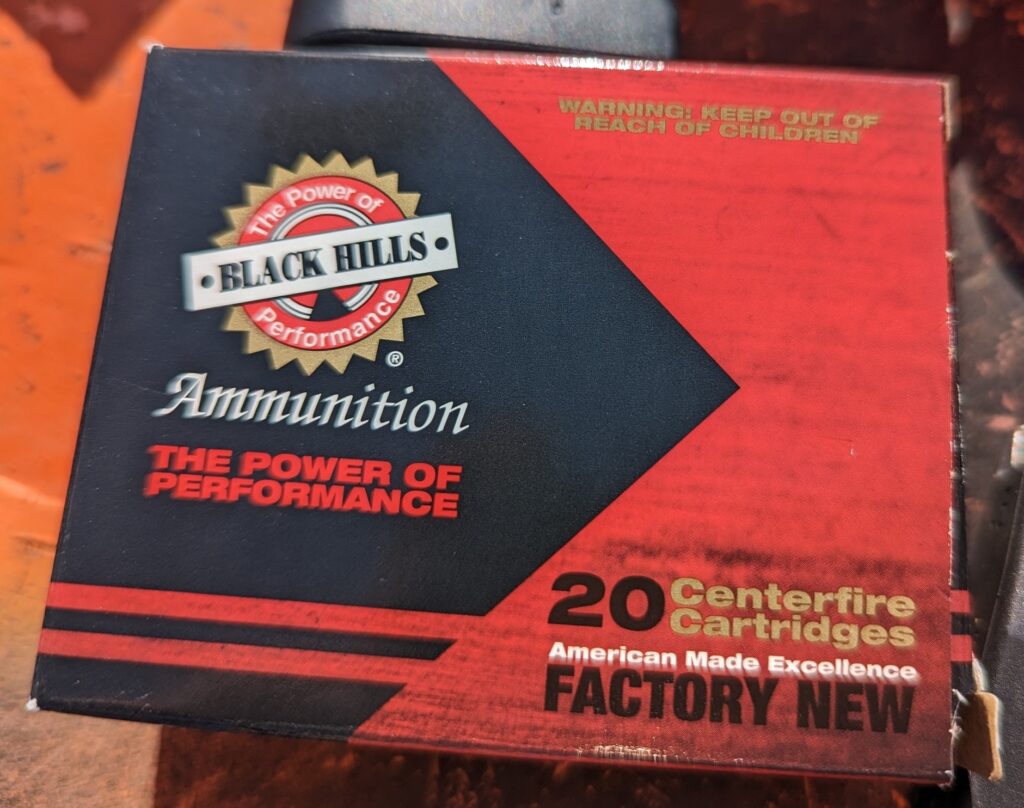 WARNING: KEEP OUT OF
REACH OF CHILDREN
The Power of
• BLACK HILLS •
Performance
®
Ammunition
THE POWER OF
PERFORMANCE
20 Centerfire
Cartridges
American Made Excellence
FACTORY NEW